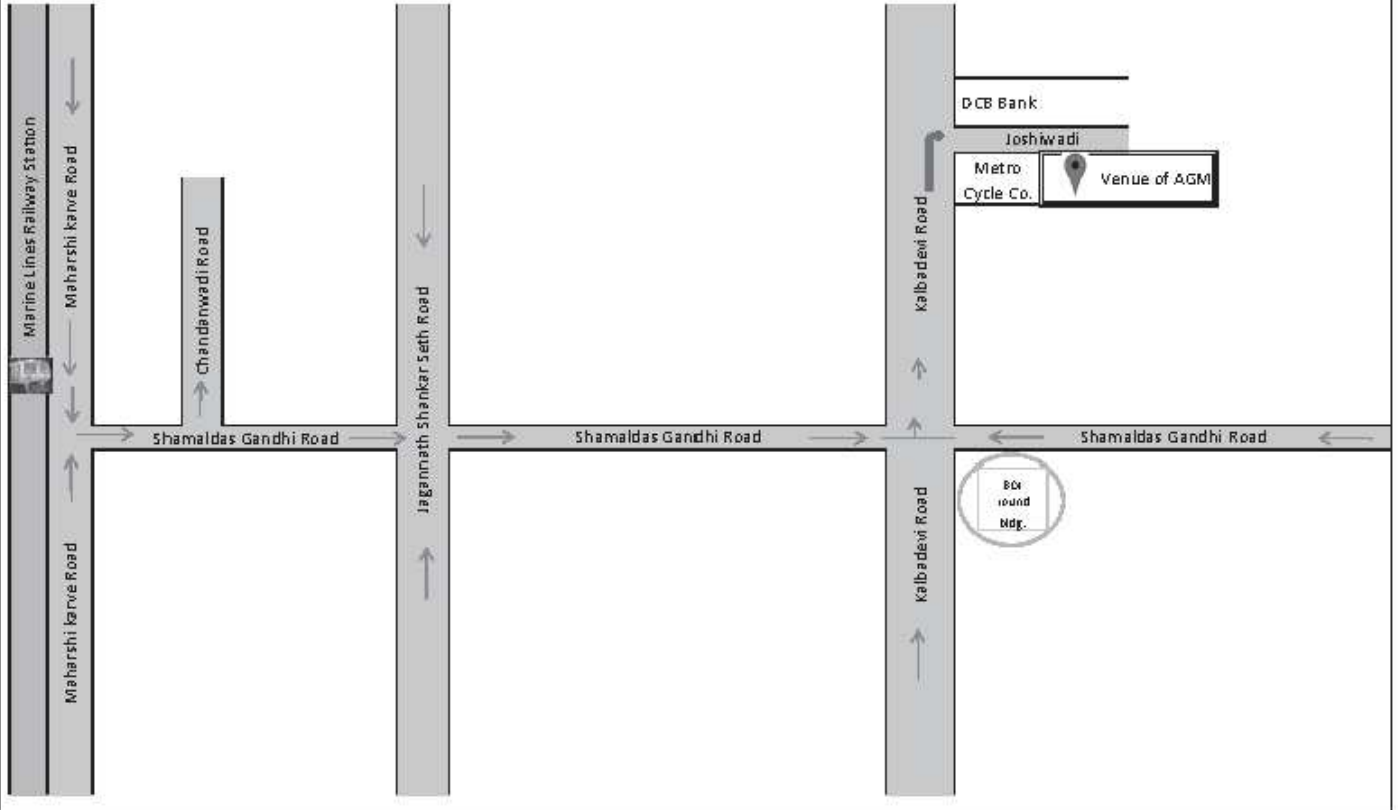 Marine Lines Railway Station
Maharshi karve Road
Chandanwadi Road
Jagannath Shankar Seth Road
Kalbadevi Road
DCB Bank
Joshiwadi
Metro
Cycle Co.
Venue of AGM
Shamaldas Gandhi Road
Shamaldas Gandhi Road
Shamaldas Gandhi Road
Maharshi karve Road
Kalbadevi Road
round
bldg.